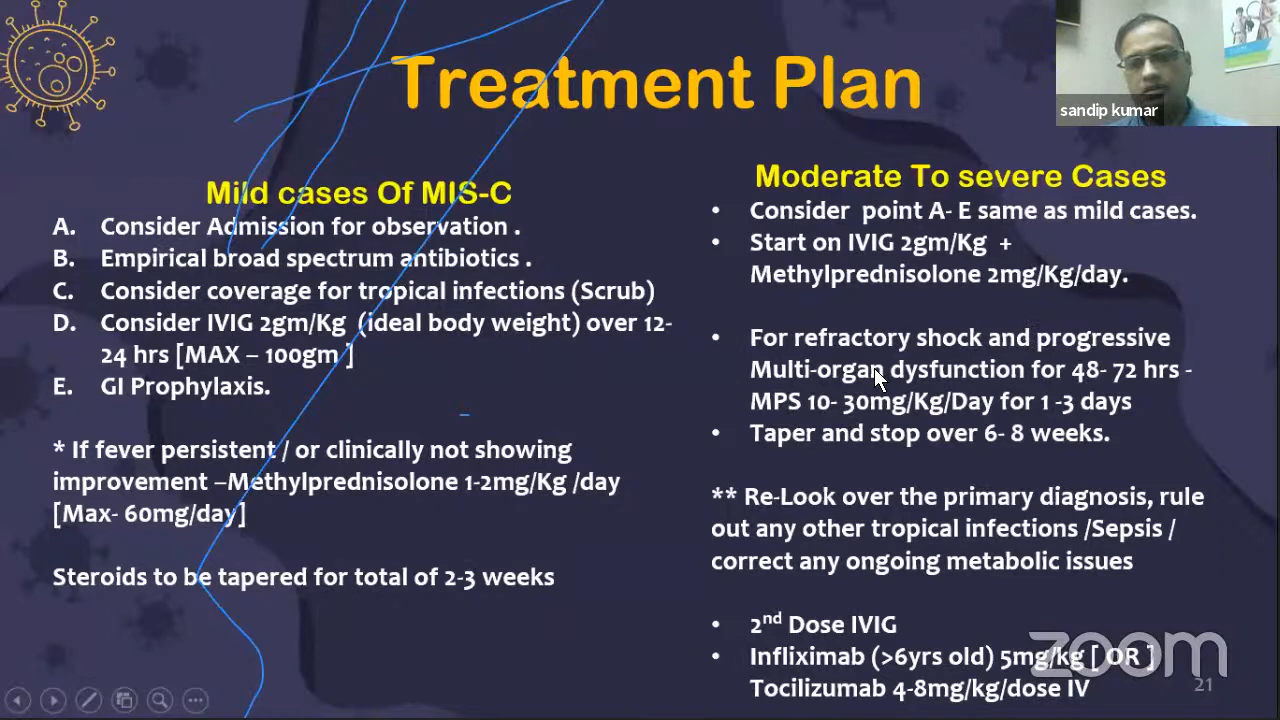 Treatment Plan
sandip kumar
Mild cases Of MIS-C
A. Consider Admission for observation .
B. Empirical broad spectrum antibiotics .
C. Consider coverage for tropical infections (Scrub)
D. Consider IVIG 2gm/Kg (ideal body weight) over 12-
24 hrs [MAX – 100gm ]
E. GI Prophylaxis.
* If fever persistent / or clinically not showing
improvement –Methylprednisolone 1-2mg/Kg /day
[Max- 60mg/day]
Steroids to be tapered for total of 2-3 weeks
Moderate To severe Cases
• Consider point A- E same as mild cases.
• Start on IVIG 2gm/Kg +
Methylprednisolone 2mg/Kg/day.
• For refractory shock and progressive
Multi-organ dysfunction for 48- 72 hrs -
MPS 10- 30mg/Kg/Day for 1 -3 days
• Taper and stop over 6- 8 weeks.
** Re-Look over the primary diagnosis, rule
out any other tropical infections /Sepsis /
correct any ongoing metabolic issues
• 2nd Dose IVIG
• Infliximab (>6yrs old) 5mg/kg [ OR ]
Tocilizumab 4-8mg/kg/dose IV
zoom
21